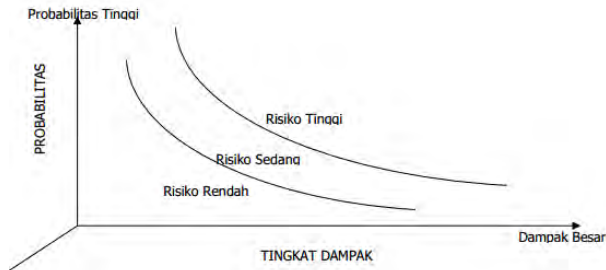 Probabilitas Tinggi
PROBABILITAS
Risiko Tinggi
Risiko Sedang
Risiko Rendah
Dampak Besar
TINGKAT DAMPAK